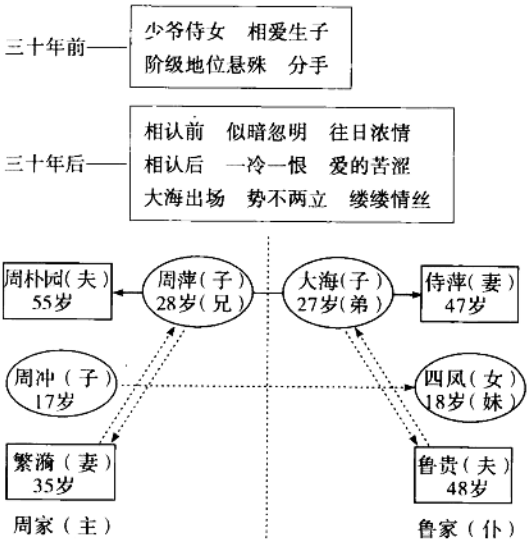 三十年前
少爷侍女 相爱生子
阶级地位悬殊 分手
三十年后
相认前 似暗忽明 往日浓情
相认后 一冷一恨 爱的苦涩
大海出场 势不两立 缕缕情丝
周朴园(夫)
55岁
周萍(子)
28岁(兄)
大海(子)
27岁(弟)
侍萍(妻)
47岁
周冲(子)
17岁
四凤(女)
18岁(妹)
繁漪(妻)
35岁
鲁贵(夫)
48岁
周家(主)
鲁家(仆)